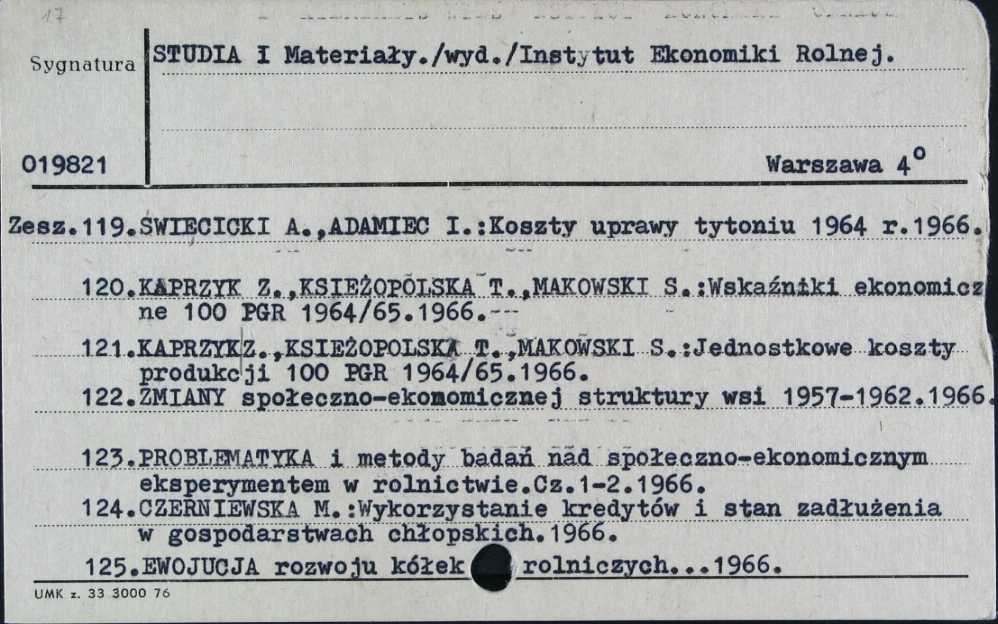 17
Sygnatura
STUDIA I Materiały./wyd./Instytut Ekonomiki Rolnej.
019821
Warszawa 4°
Zesz.119.ŚWIECICKI A.,ADAMIEC I.:Koszty uprawy tytoniu 1964 r.1966.
120.KAPRZYK Z.,KSIEŻOPOLSKA T.,MAKOWSKI S.:Wskaźniki ekonomicz
ne 100 PGR 1964/65.1966.---
121.KAPRZYK Z.,KSIEŻOPOLSKA T.,MAKOWSKI S.:Jednostkowe koszty
produkcji 100 PGR 1964/65.1966.
122.ZMIANY społeczno-ekonomicznej struktury wsi 1957-1962.1966.
123.PROBLEMATYKA i metody badań nad społeczno-ekonomicznym
eksperymentem w rolnictwie.Cz.1-2.1966.
124.CZERNIEWSKA M.:Wykorzystanie kredytów i stan zadłużenia
w gospodarstwach chłopskich.1966.
125.EWOJUCJA rozwoju kółek rolniczych...1966.
UMK z. 33 3000 76